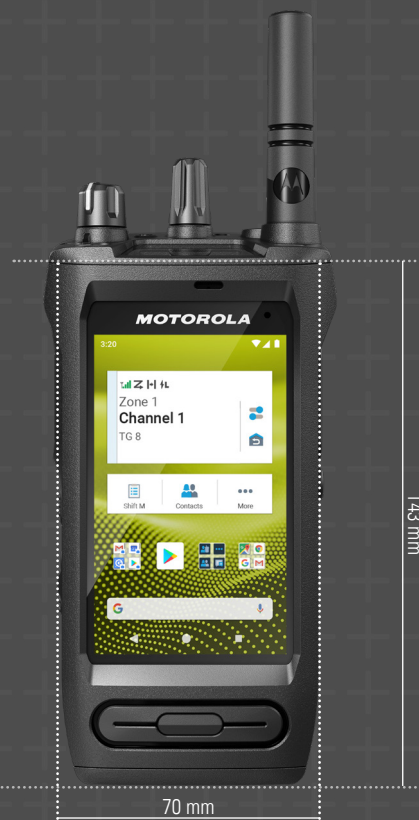 MOTOROLA
3:20
Zone 1
Channel 1
TG 8
Shift M
Contacts
More
G
143 mm
70 mm